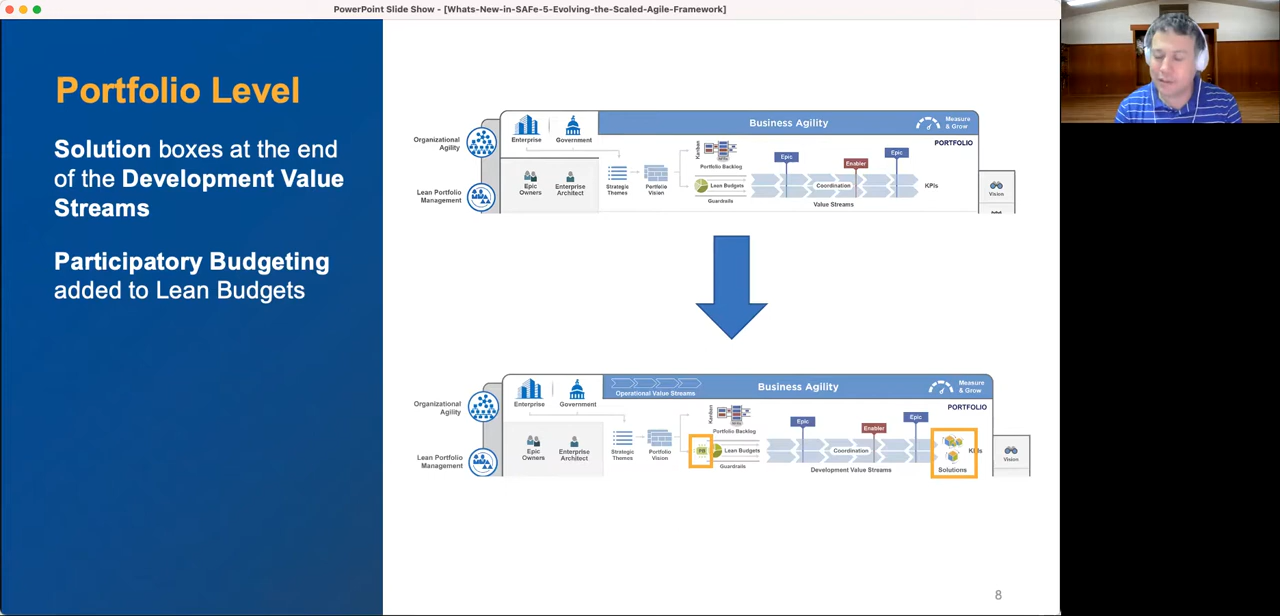 PowerPoint Slide Show - [Whats-New-in-SAFe-5-Evolving-the-Scaled-Agile-Framework]
Portfolio Level
Solution boxes at the end
of the Development Value
Streams
Participatory Budgeting
added to Lean Budgets
Organizational
Agility
Lean Portfolio
Management
Enterprise
Government
Business Agility
Measure
& Grow
PORTFOLIO
Epic
Owners
Enterprise
Architect
Strategic
Themes
Portfolio
Vision
Kanban
Portfolio Backlog
Lean Budgets
Guardrails
Epic
Enabler
Epic
Coordination
KPIs
Value Streams
Vision
Organizational
Agility
Lean Portfolio
Management
Enterprise
Government
Operational Value Streams
Business Agility
Measure
& Grow
PORTFOLIO
Epic
Owners
Enterprise
Architect
Strategic
Themes
Portfolio
Vision
Kanban
Portfolio Backlog
PB
Lean Budgets
Guardrails
Epic
Enabler
Epic
Coordination
Development Value Streams
Solutions
Vision
8